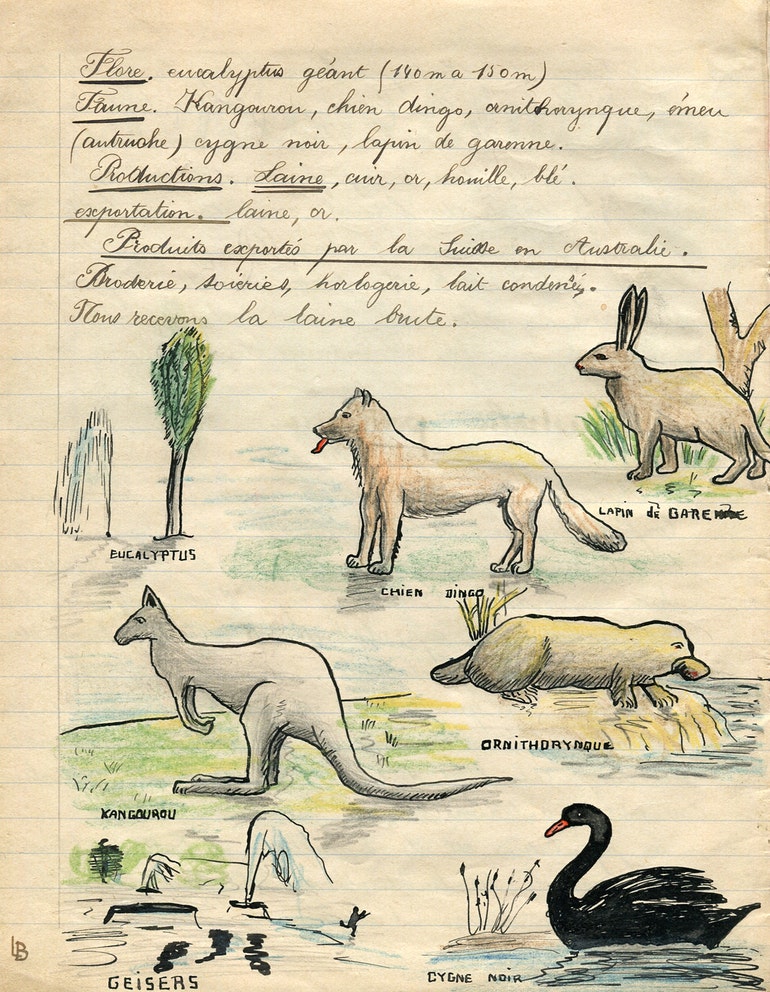 Flore. eucalyptus géant (140m a 150m)
Faune. Kangourou, chien dingo, ornithorynque, émeu
(autruche) cygne noir, lapin de garenne.
Productions. Laine, cuir, or, houille, blé.
exportation. laine, or.
Produits exportés par la Suisse en Australie.
Broderie, soieries, horlogerie, lait condensé.
Nous recevons la laine brute.
LAPIN de GARENNE
EUCALYPTUS
CHIEN DINGO
ORNITHORYNQUE
KANGOUROU
GEISERS
CYGNE NOIR
LB